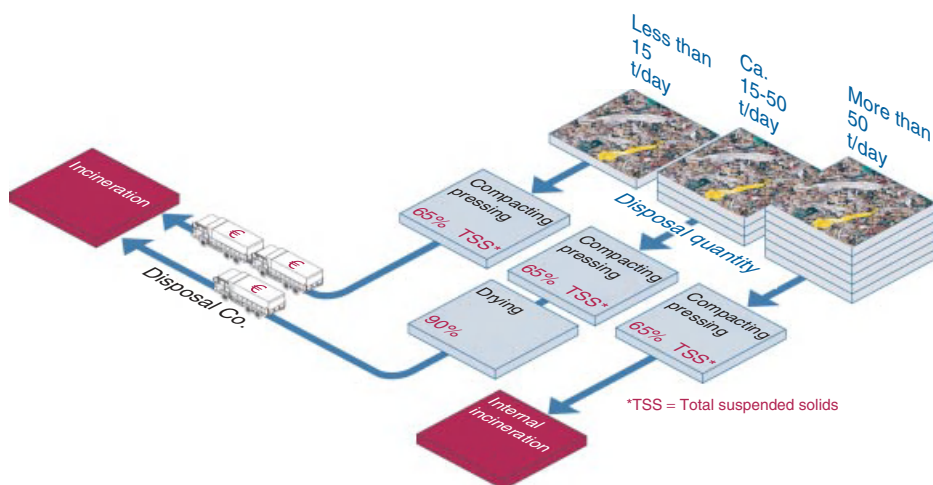 Less than
15
t/day
Ca.
15-50
t/day
More than
50
t/day
Disposal quantity
Incineration
€
€
€
Disposal Co.
Compacting
pressing
65% TSS*
Compacting
pressing
65% TSS*
Drying
90%
Compacting
pressing
65% TSS*
Internal
incineration
*TSS = Total suspended solids